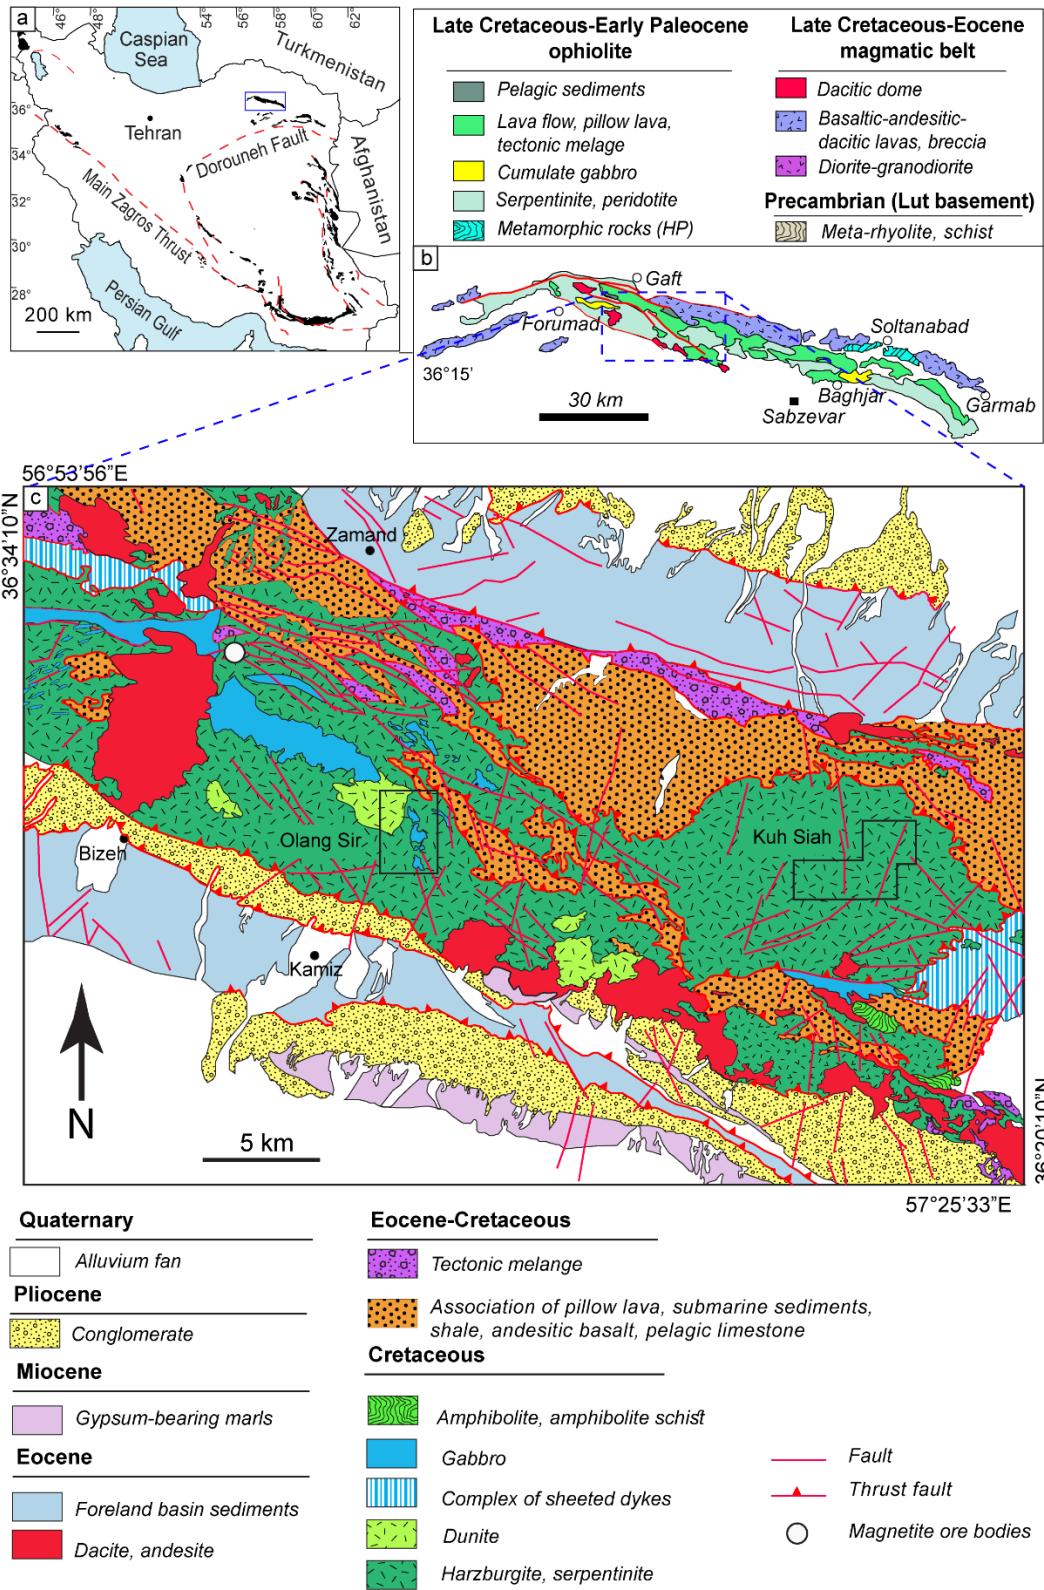 a
46°
48°
54°
56°
58°
60°
62°
Caspian
Sea
Turkmenistan
36°
34°
32°
30°
28°
Tehran
Dorouneh Fault
Afghanistan
Main Zagros Thrust
Persian Gulf
200 km
Late Cretaceous-Early Paleocene
ophiolite
Pelagic sediments
Lava flow, pillow lava,
tectonic melage
Cumulate gabbro
Serpentinite, peridotite
Metamorphic rocks (HP)
Late Cretaceous-Eocene
magmatic belt
Dacitic dome
Basaltic-andesitic-
dacitic lavas, breccia
Diorite-granodiorite
Precambrian (Lut basement)
Meta-rhyolite, schist
b
Gaft
Forumad
Soltanabad
36°15'
30 km
Baghjar
Sabzevar
Garmab
56°53'56"E
36°34'10"N
c
Zamand
Olang Sir
Kuh Siah
Bizeh
Kamiz
N
5 km
36°20'10"N
57°25'33"E
Quaternary
Alluvium fan
Pliocene
Conglomerate
Miocene
Gypsum-bearing marls
Eocene
Foreland basin sediments
Dacite, andesite
Eocene-Cretaceous
Tectonic melange
Association of pillow lava, submarine sediments,
shale, andesitic basalt, pelagic limestone
Cretaceous
Amphibolite, amphibolite schist
Gabbro
Complex of sheeted dykes
Dunite
Harzburgite, serpentinite
Fault
Thrust fault
Magnetite ore bodies